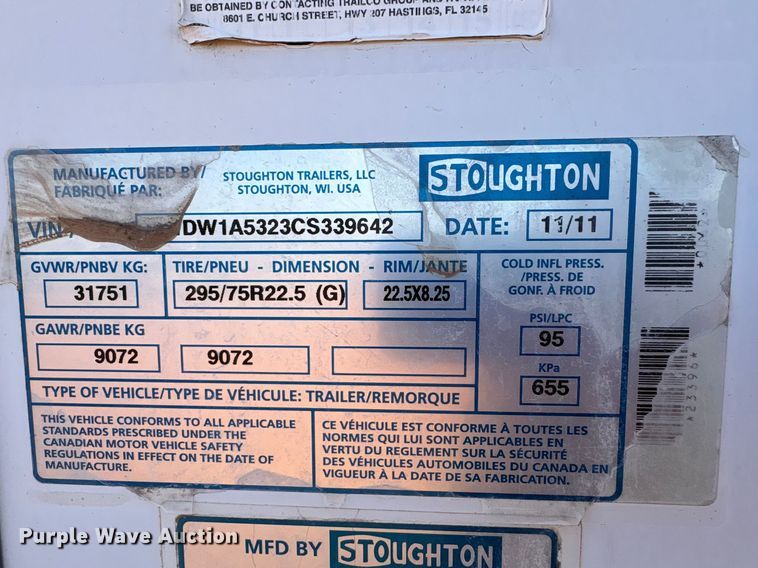 BE OBTAINED BY CONTACTING TRAILCO GROUP
8601 E. CHURCH STREET, HWY 207 HASTINGS, FL 32145
MANUFACTURED BY/
FABRIQUÉ PAR:
STOUGHTON TRAILERS, LLC
STOUGHTON, WI. USA
STOUGHTON
VIN DW1A5323CS339642 DATE: 11/11
GVWR/PNBV KG: TIRE/PNEU - DIMENSION - RIM/JANTE
31751 295/75R22.5 (G) 22.5X8.25
COLD INFL PRESS.
/PRESS. DE
GONF. À FROID
PSI/LPC
95
KPa
655
GAWR/PNBE KG
9072 9072
TYPE OF VEHICLE/TYPE DE VÉHICULE: TRAILER/REMORQUE
THIS VEHICLE CONFORMS TO ALL APPLICABLE
STANDARDS PRESCRIBED UNDER THE
CANADIAN MOTOR VEHICLE SAFETY
REGULATIONS IN EFFECT ON THE DATE OF
MANUFACTURE.
CE VÉHICULE EST CONFORME À TOUTES LES
NORMES QUI LUI SONT APPLICABLES EN
VERTU DU REGLEMENT SUR LA SÉCURITÉ
DES VÉHICULES AUTOMOBILES DU CANADA EN
VIGUEUR À LA DATE DE SA FABRICATION.
*233396*
MFD BY STOUGHTON
Purple Wave Auction